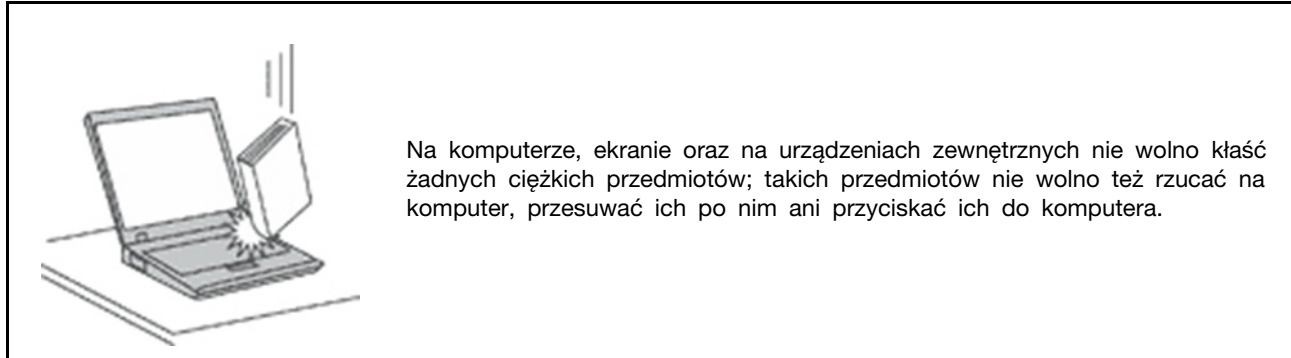 Na komputerze, ekranie oraz na urządzeniach zewnętrznych nie wolno kłaść
żadnych ciężkich przedmiotów; takich przedmiotów nie wolno też rzucać na
komputer, przesuwać ich po nim ani przyciskać ich do komputera.